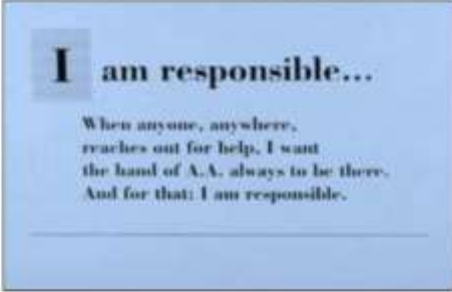 I am responsible...
When anyone, anywhere,
reaches out for help, I want
the hand of A.A. always to be there.
And for that: I am responsible.